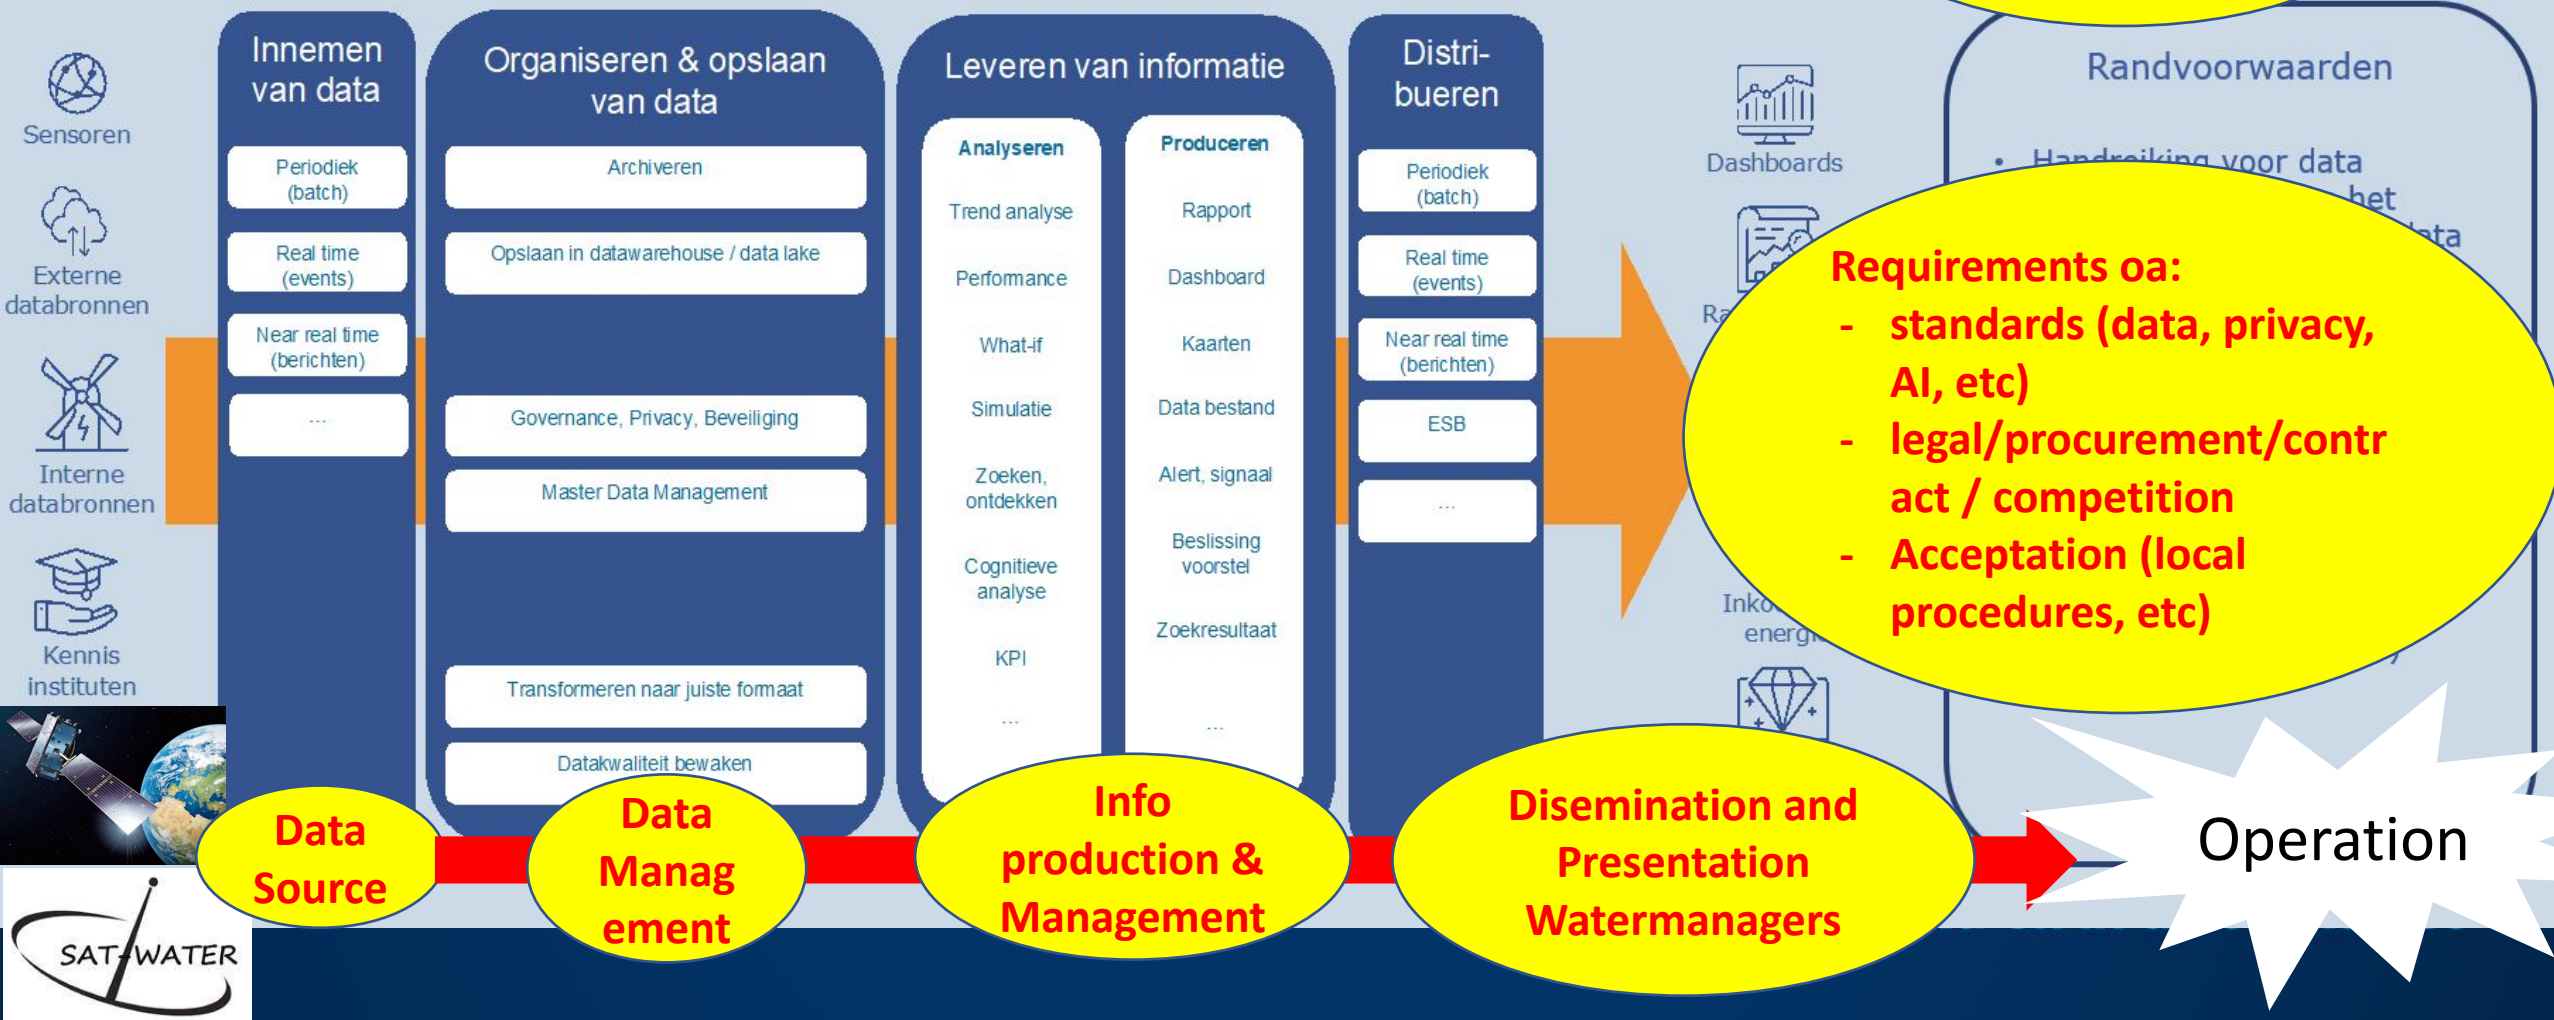 Sensoren
Externe
databronnen
Interne
databronnen
Kennis
instituten
SAT-WATER
Innemen
van data
Periodiek
(batch)
Real time
(events)
Near real time
(berichten)
...
Organiseren & opslaan
van data
Archiveren
Opslaan in datawarehouse / data lake
Governance, Privacy, Beveiliging
Master Data Management
Transformeren naar juiste formaat
Datakwaliteit bewaken
Leveren van informatie
Analyseren
Trend analyse
Performance
What-if
Simulatie
Zoeken,
ontdekken
Cognitieve
analyse
KPI
...
Produceren
Rapport
Dashboard
Kaarten
Data bestand
Alert, signaal
Beslissing
voorstel
Zoekresultaat
...
Distri-
bueren
Periodiek
(batch)
Real time
(events)
Near real time
(berichten)
ESB
...
Dashboards
Randvoorwaarden
• Handreiking voor data
het
Requirements oa:
- standards (data, privacy,
AI, etc)
- legal/procurement/contr
act / competition
- Acceptation (local
procedures, etc)
Data
Source
Data
Manag
ement
Info
production &
Management
Disemination and
Presentation
Watermanagers
Operation